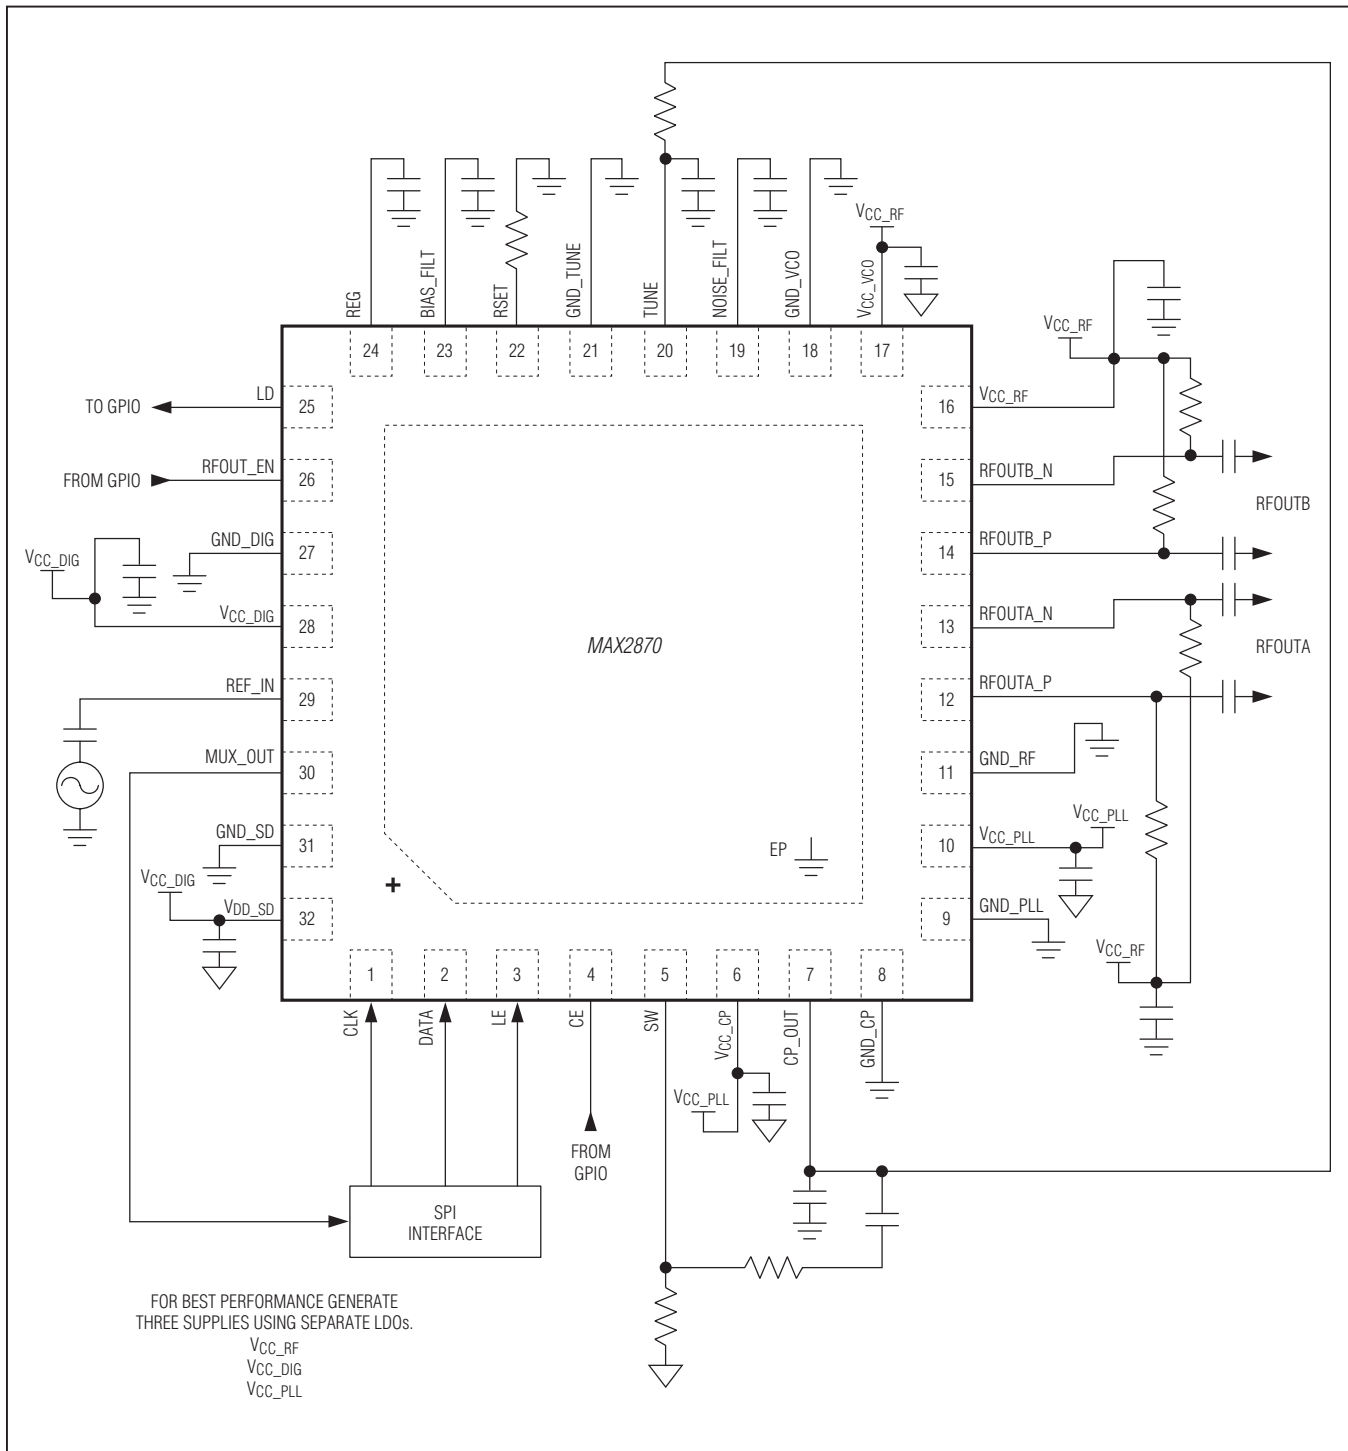 VCC_RF
REG
BIAS_FILT
RSET
GND_TUNE
TUNE
NOISE_FILT
GND_VCO
VCC_VCO
24
23
22
21
20
19
18
17
VCC_RF
TO GPIO
LD
25
16
VCC_RF
FROM GPIO
RFOUT_EN
26
15
RFOUTB_N
RFOUTB
VCC_DIG
GND_DIG
27
14
RFOUTB_P
VCC_DIG
28
MAX2870
13
RFOUTA_N
RFOUTA
REF_IN
29
12
RFOUTA_P
MUX_OUT
30
11
GND_RF
GND_SD
31
EP
10
VCC_PLL
VCC_PLL
VCC_DIG
+
VDD_SD
32
9
GND_PLL
VCC_RF
1
2
3
4
5
6
7
8
CLK
DATA
LE
CE
SW
VCC_CP
CP_OUT
GND_CP
VCC_PLL
FROM
GPIO
SPI
INTERFACE
FOR BEST PERFORMANCE GENERATE
THREE SUPPLIES USING SEPARATE LDOs.
VCC_RF
VCC_DIG
VCC_PLL